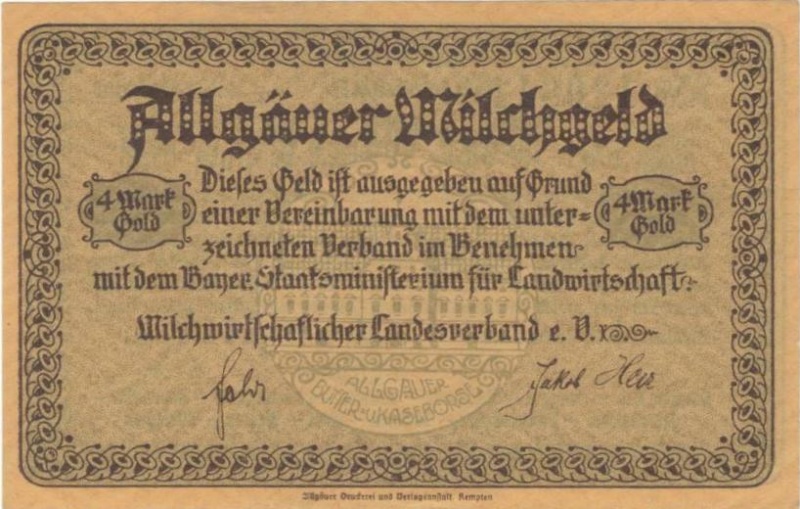 Allgäuer Milchgeld
4 Mark Gold
Dieses Geld ist ausgegeben auf Grund
einer Vereinbarung mit dem unter=
zeichneten Verband im Benehmen
mit dem Bayer. Staatsministerium für Landwirtschaft.
4 Mark Gold
Milchwirtschaflicher Landesverband e. V.
Jakob
ALLGÄUER
BUTTER-U.KÄSEBÖRSE
Allgäuer Druckerei und Verlagsanstalt Kempten